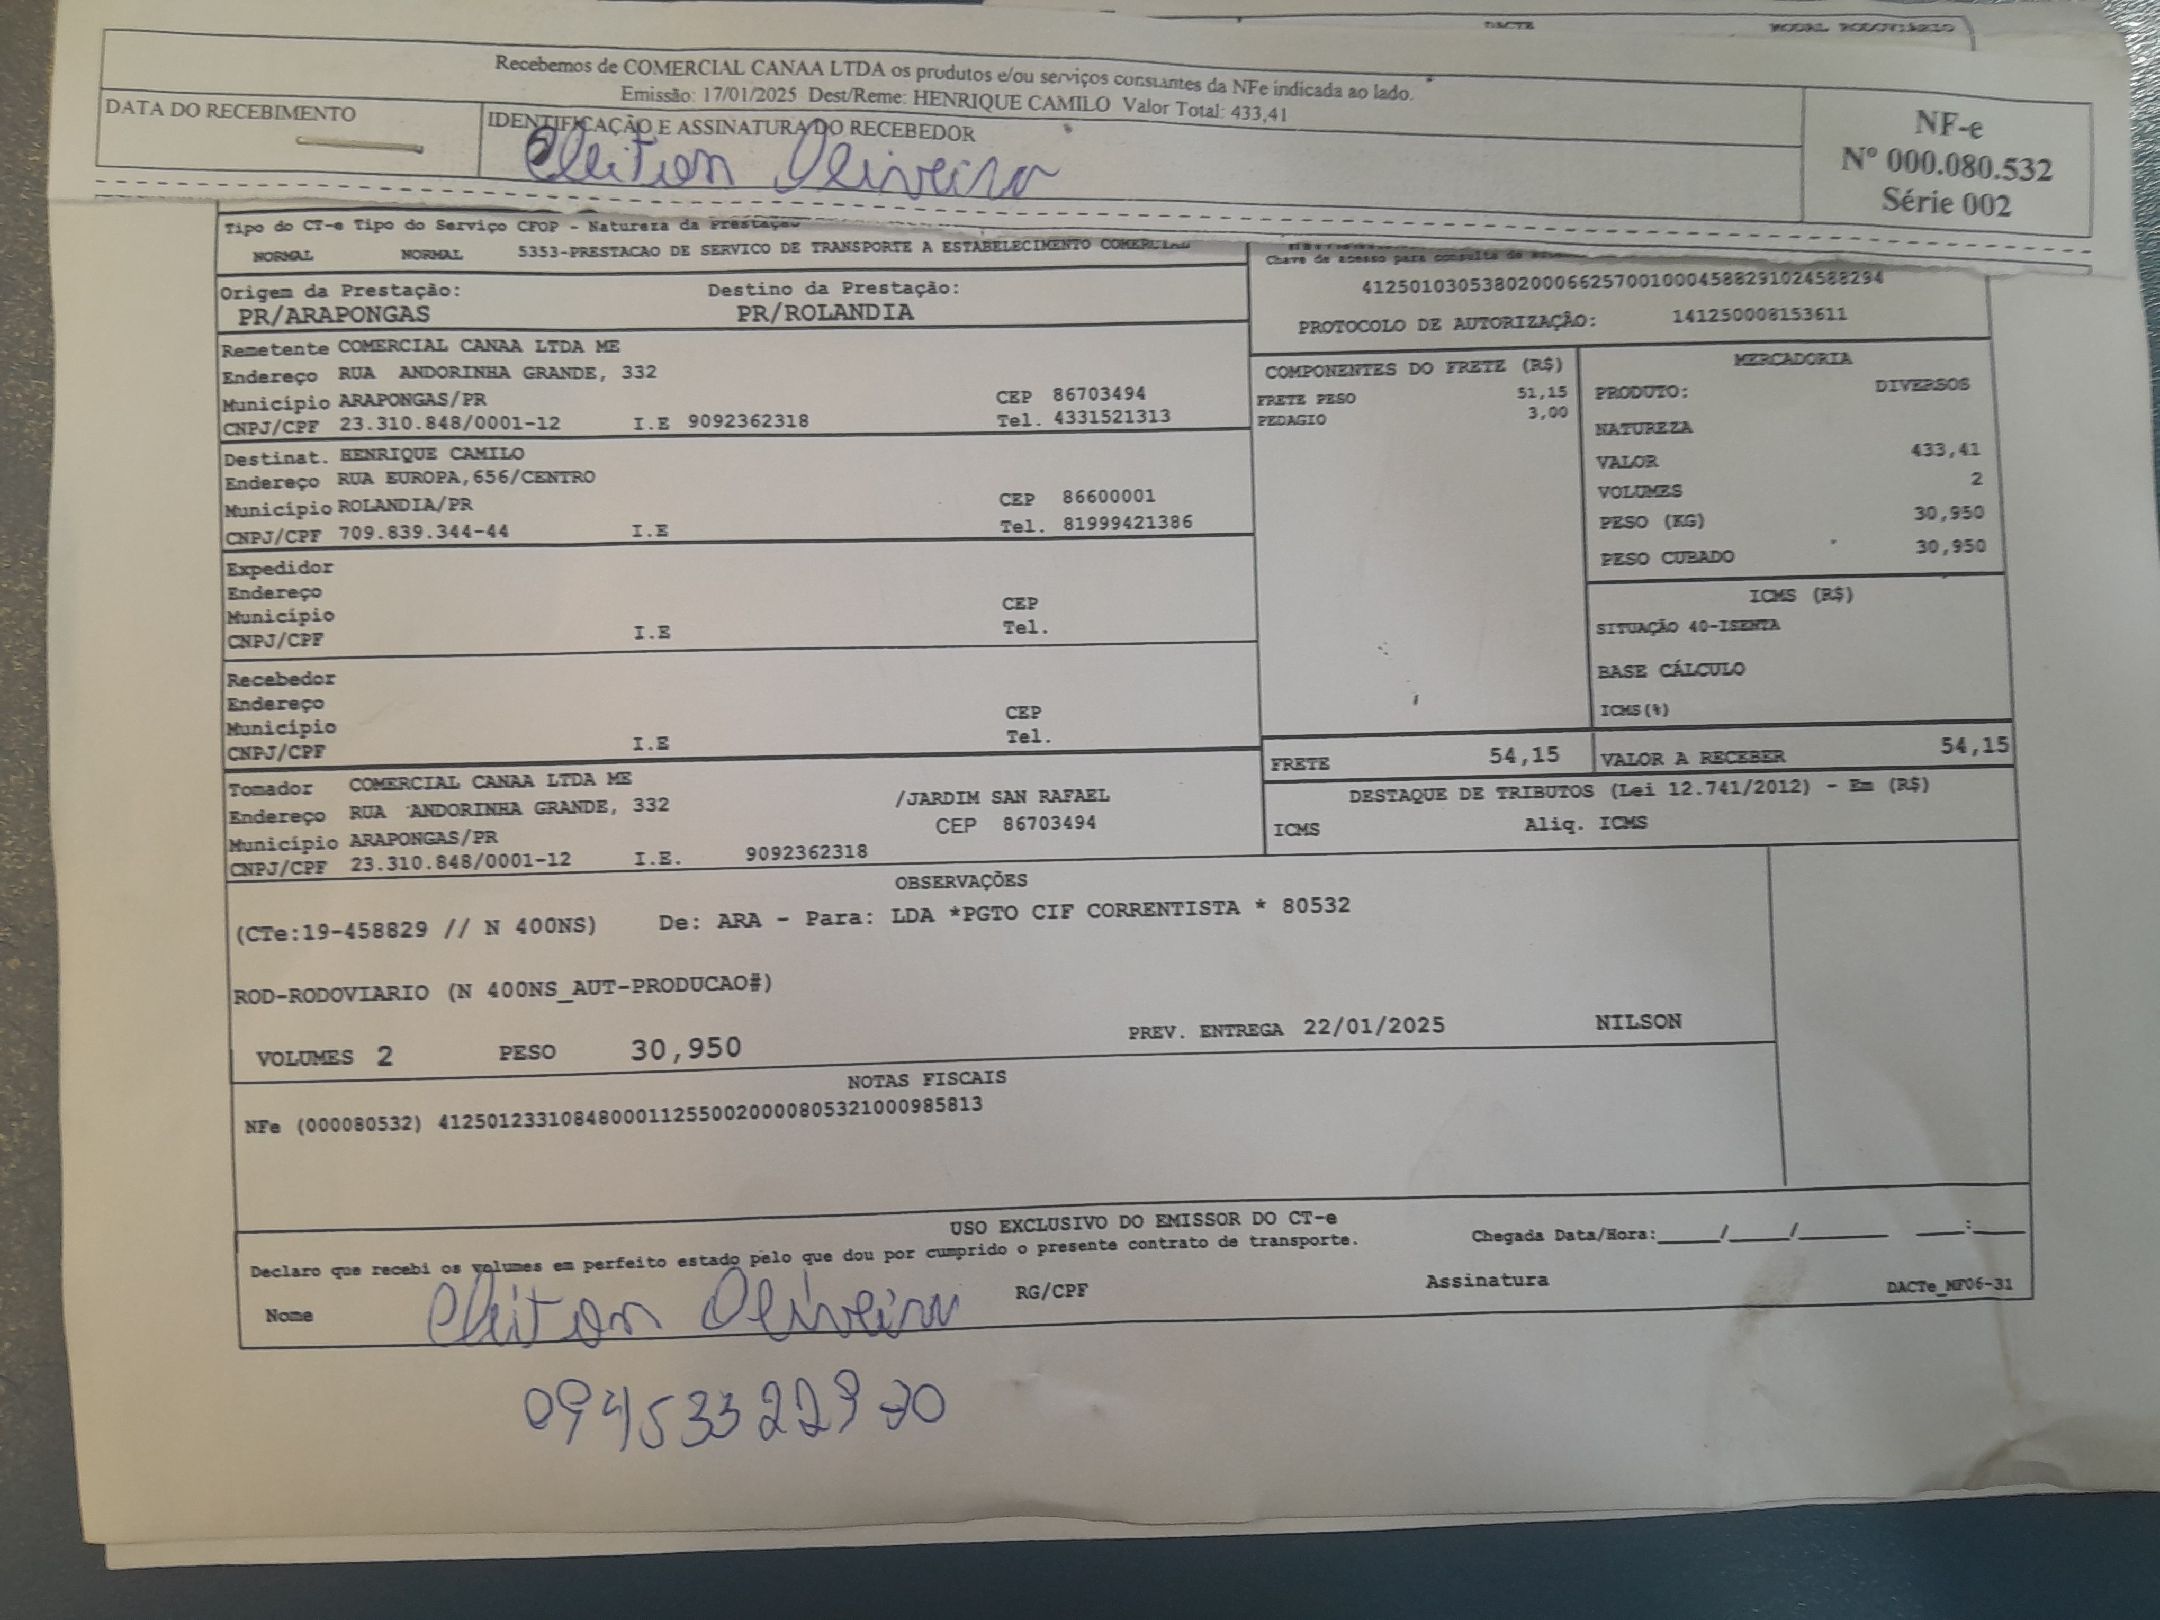 DACTE MODAL RODOVIÁRIO
Recebemos de COMERCIAL CANAA LTDA os produtos e/ou serviços constantes da NFe indicada ao lado.
Emissão: 17/01/2025 Dest/Reme: HENRIQUE CAMILO Valor Total: 433,41
DATA DO RECEBIMENTO
IDENTIFICAÇÃO E ASSINATURA DO RECEBEDOR
Cleiton Oliveira
NF-e
Nº 000.080.532
Série 002
Tipo do CT-e Tipo do Serviço CFOP - Natureza da Prestação
NORMAL NORMAL 5353-PRESTACAO DE SERVICO DE TRANSPORTE A ESTABELECIMENTO COMERCIAL
Chave de acesso para consulta de
41250103053802000662570010004588291024588294
PROTOCOLO DE AUTORIZAÇÃO: 141250008153611
Origem da Prestação: Destino da Prestação:
PR/ARAPONGAS PR/ROLANDIA
Remetente COMERCIAL CANAA LTDA ME
Endereço RUA ANDORINHA GRANDE, 332
Município ARAPONGAS/PR CEP 86703494
CNPJ/CPF 23.310.848/0001-12 I.E 9092362318 Tel. 4331521313
Destinat. HENRIQUE CAMILO
Endereço RUA EUROPA,656/CENTRO
Município ROLANDIA/PR CEP 86600001
CNPJ/CPF 709.839.344-44 I.E Tel. 81999421386
Expedidor
Endereço
Município CEP
CNPJ/CPF I.E Tel.
Recebedor
Endereço
Município CEP
CNPJ/CPF I.E Tel.
Tomador COMERCIAL CANAA LTDA ME
Endereço RUA ANDORINHA GRANDE, 332 /JARDIM SAN RAFAEL
Município ARAPONGAS/PR CEP 86703494
CNPJ/CPF 23.310.848/0001-12 I.E. 9092362318
COMPONENTES DO FRETE (R$)
FRETE PESO 51,15
PEDAGIO 3,00
MERCADORIA
PRODUTO: DIVERSOS
NATUREZA
VALOR 433,41
VOLUMES 2
PESO (KG) 30,950
PESO CUBADO 30,950
ICMS (R$)
SITUAÇÃO 40-ISENTA
BASE CÁLCULO
ICMS(%)
FRETE 54,15 VALOR A RECEBER 54,15
DESTAQUE DE TRIBUTOS (Lei 12.741/2012) - Em (R$)
ICMS Aliq. ICMS
OBSERVAÇÕES
(CTe:19-458829 // N 400NS) De: ARA - Para: LDA *PGTO CIF CORRENTISTA * 80532
ROD-RODOVIARIO (N 400NS_AUT-PRODUCAO#)
VOLUMES 2 PESO 30,950 PREV. ENTREGA 22/01/2025 NILSON
NOTAS FISCAIS
NFe (000080532) 41250123310848000112550020000805321000985813
USO EXCLUSIVO DO EMISSOR DO CT-e
Declaro que recebi os volumes em perfeito estado pelo que dou por cumprido o presente contrato de transporte. Chegada Data/Hora:_____/_____/_______ ____:____
Nome Cleiton Oliveira RG/CPF Assinatura DACTe_MF06-31